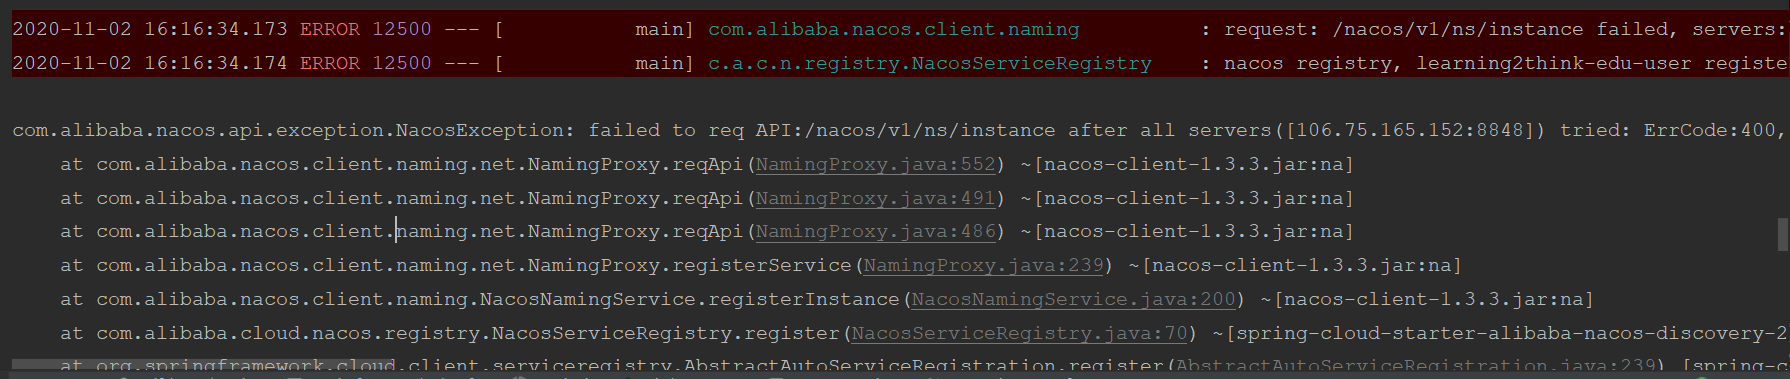 2020-11-02 16:16:34.173 ERROR 12500 --- [           main] com.alibaba.nacos.client.naming          : request: /nacos/v1/ns/instance failed, servers:
2020-11-02 16:16:34.174 ERROR 12500 --- [           main] c.a.c.n.registry.NacosServiceRegistry    : nacos registry, learning2think-edu-user registe
com.alibaba.nacos.api.exception.NacosException: failed to req API:/nacos/v1/ns/instance after all servers([106.75.165.152:8848]) tried: ErrCode:400,
    at com.alibaba.nacos.client.naming.net.NamingProxy.reqApi(NamingProxy.java:552) ~[nacos-client-1.3.3.jar:na]
    at com.alibaba.nacos.client.naming.net.NamingProxy.reqApi(NamingProxy.java:491) ~[nacos-client-1.3.3.jar:na]
    at com.alibaba.nacos.client.naming.net.NamingProxy.reqApi(NamingProxy.java:486) ~[nacos-client-1.3.3.jar:na]
    at com.alibaba.nacos.client.naming.net.NamingProxy.registerService(NamingProxy.java:239) ~[nacos-client-1.3.3.jar:na]
    at com.alibaba.nacos.client.naming.NacosNamingService.registerInstance(NacosNamingService.java:200) ~[nacos-client-1.3.3.jar:na]
    at com.alibaba.cloud.nacos.registry.NacosServiceRegistry.register(NacosServiceRegistry.java:70) ~[spring-cloud-starter-alibaba-nacos-discovery-2
    at org.springframework.cloud.client.serviceregistry.AbstractAutoServiceRegistration.register(AbstractAutoServiceRegistration.java:239) [spring-c